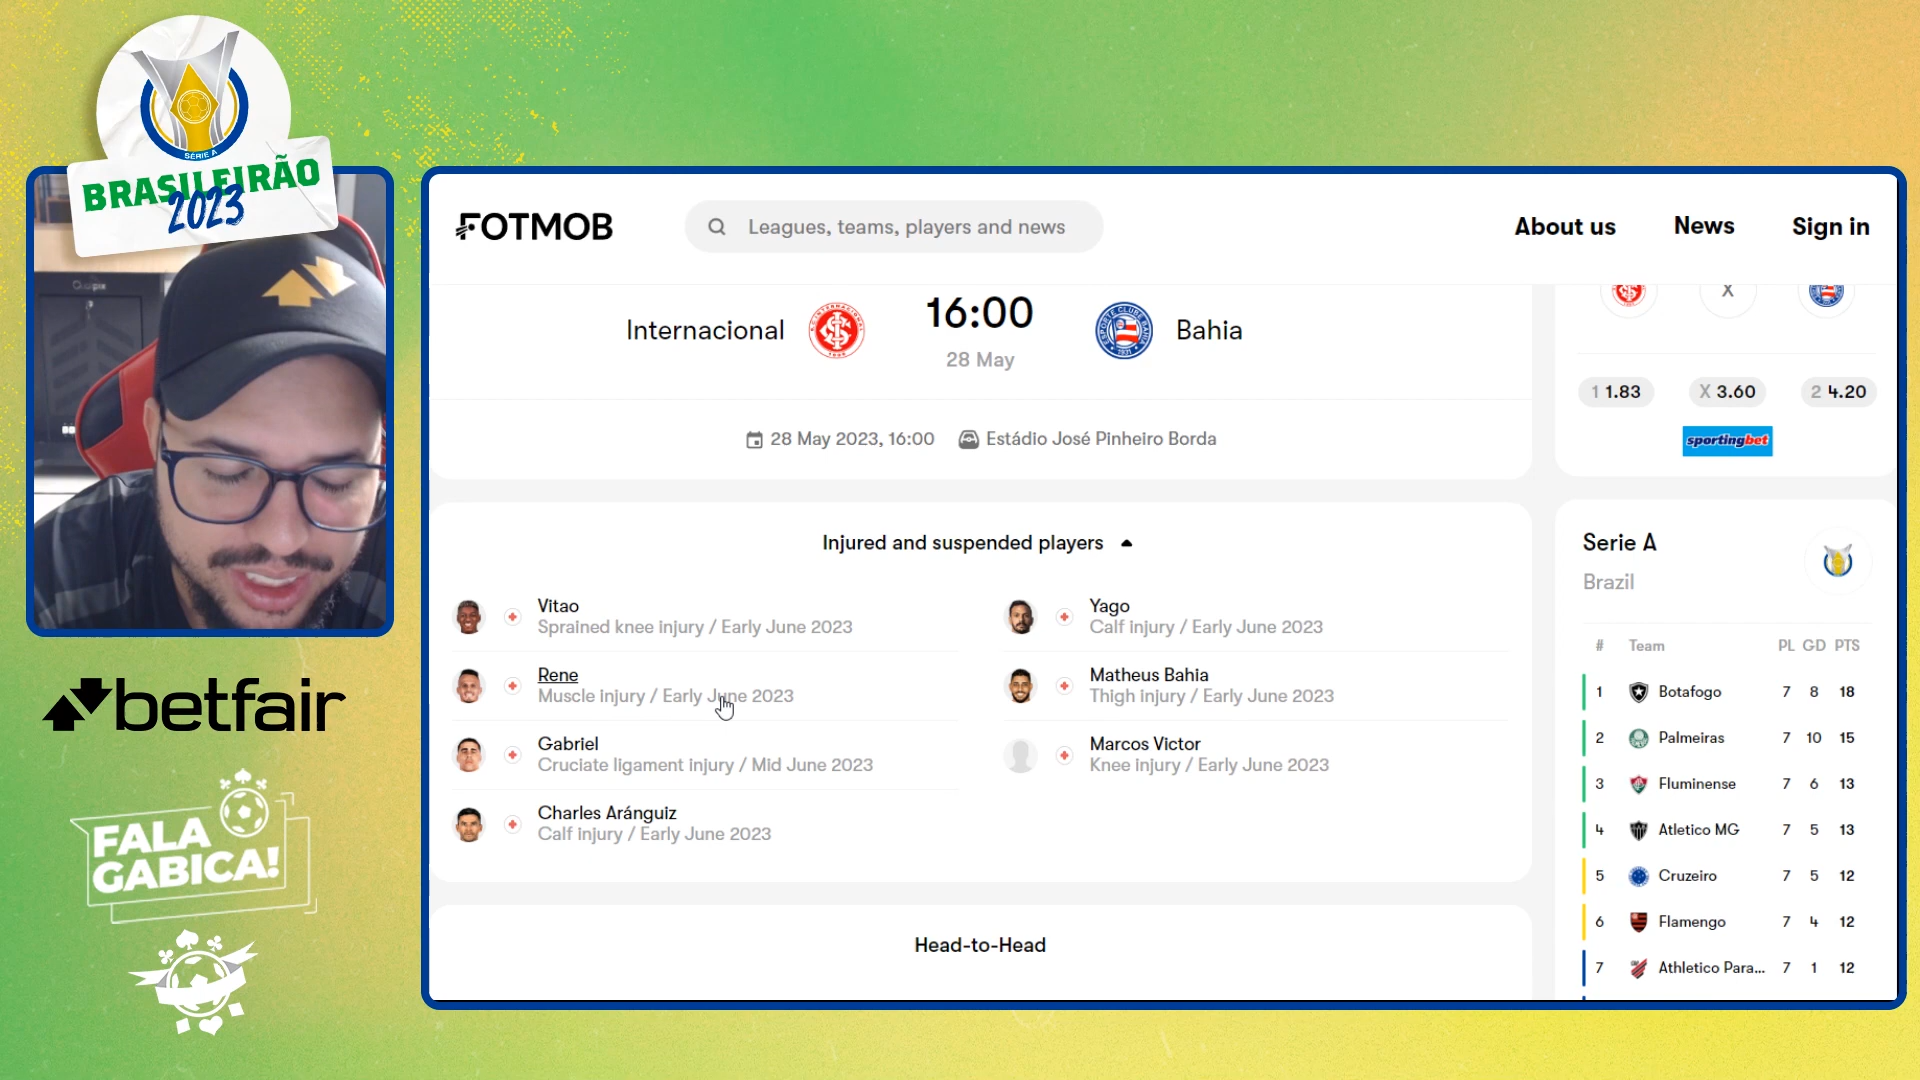 SÉRIE A
BRASILEIRÃO
2023
Qualpix
betfair
FALA
GABICA!
FOTMOB
Leagues, teams, players and news
About us
News
Sign in
Internacional
16:00
28 May
Bahia
X
1 1.83
X 3.60
2 4.20
sportingbet
28 May 2023, 16:00
Estádio José Pinheiro Borda
Injured and suspended players
Vitao
Sprained knee injury / Early June 2023
Rene
Muscle injury / Early June 2023
Gabriel
Cruciate ligament injury / Mid June 2023
Charles Aránguiz
Calf injury / Early June 2023
Yago
Calf injury / Early June 2023
Matheus Bahia
Thigh injury / Early June 2023
Marcos Victor
Knee injury / Early June 2023
Head-to-Head
Serie A
Brazil
# Team PL GD PTS
1 Botafogo 7 8 18
2 Palmeiras 7 10 15
3 Fluminense 7 6 13
4 Atletico MG 7 5 13
5 Cruzeiro 7 5 12
6 Flamengo 7 4 12
7 Athletico Para... 7 1 12